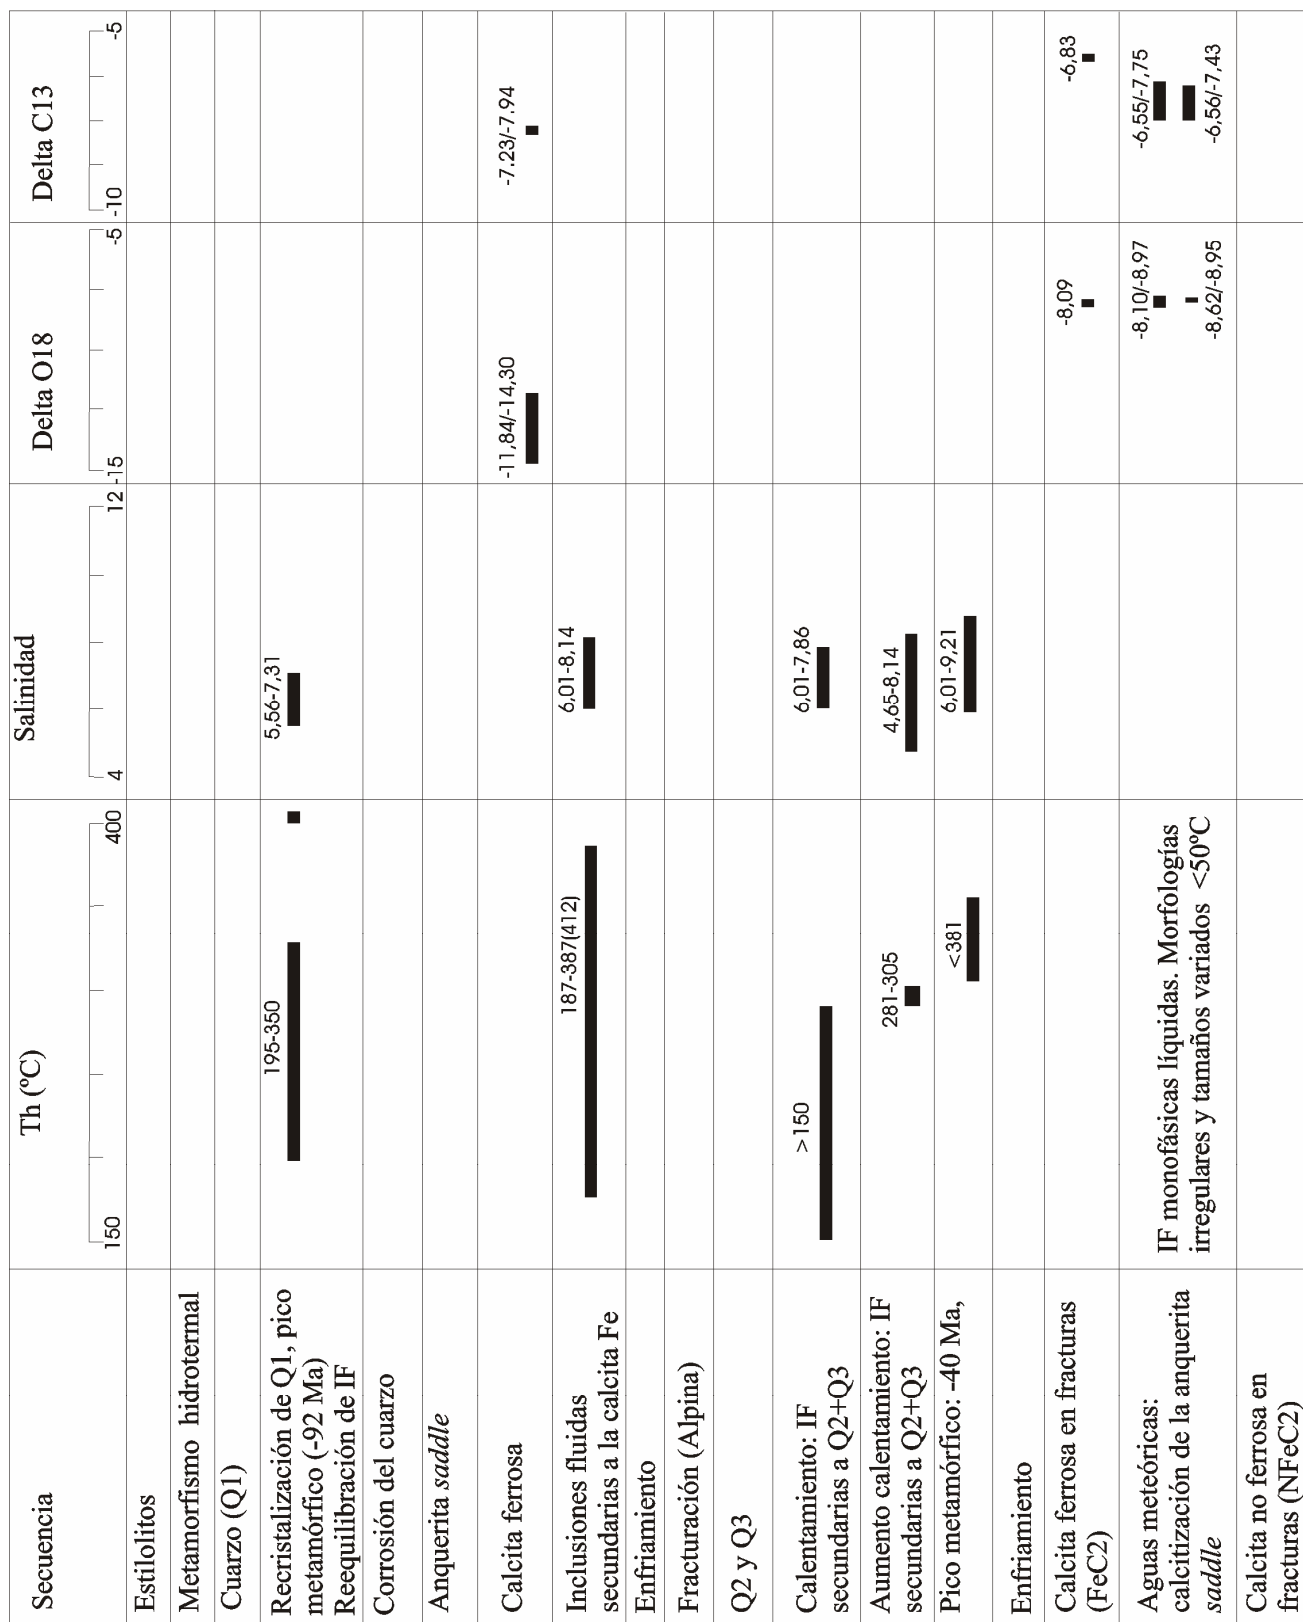 Secuencia
Th (ºC)
Salinidad
Delta O18
Delta C13
150
400
4
12
-15
-5
-10
-5
Estilolitos
Metamorfismo hidrotermal
Cuarzo (Q1)
Recristalización de Q1, pico
metamórfico (-92 Ma)
Reequilibración de IF
195-350
5,56-7,31
Corrosión del cuarzo
Anquerita saddle
Calcita ferrosa
-11,84/-14,30
-7.23/-7.94
Inclusiones fluidas
secundarias a la calcita Fe
187-387(412)
6,01-8,14
Enfriamiento
Fracturación (Alpina)
Q2 y Q3
Calentamiento: IF
secundarias a Q2+Q3
>150
6,01-7,86
Aumento calentamiento: IF
secundarias a Q2+Q3
281-305
4,65-8,14
Pico metamórfico: -40 Ma,
<381
6,01-9,21
Enfriamiento
Calcita ferrosa en fracturas
(FeC2)
-8,09
-6,83
Aguas meteóricas:
calcitización de la anquerita
saddle
IF monofásicas líquidas. Morfologías
irregulares y tamaños variados <50ºC
-8,10/-8,97
-8,62/-8,95
-6,55/-7,75
-6,56/-7,43
Calcita no ferrosa en
fracturas (NFeC2)